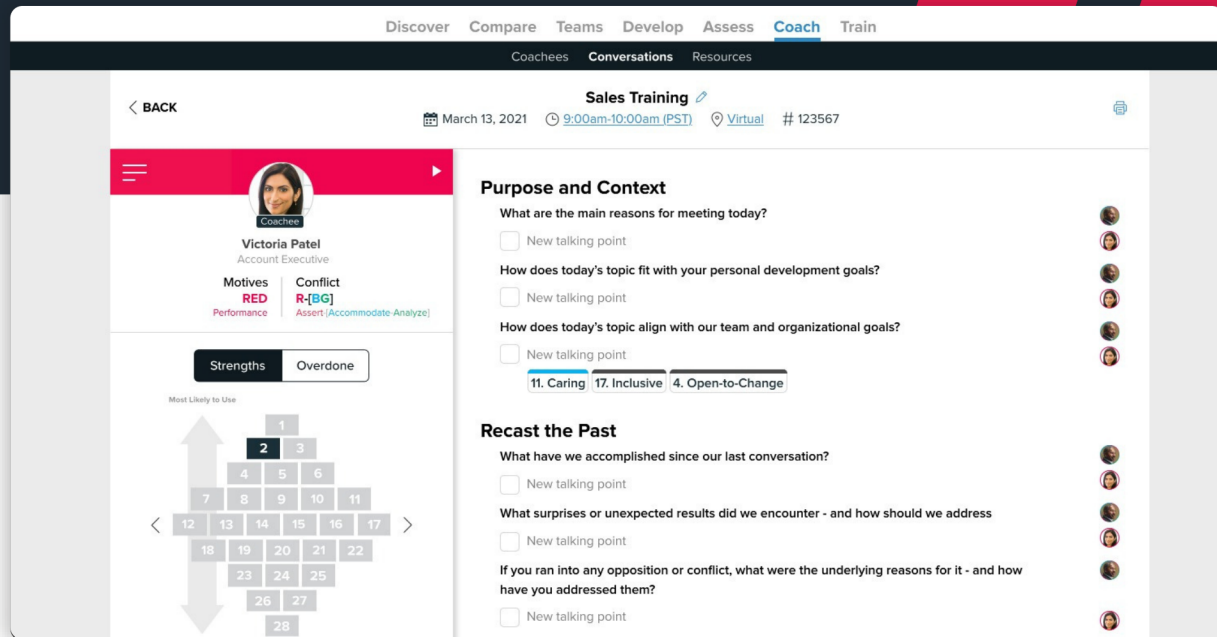 Discover Compare Teams Develop Assess Coach Train
Coachees Conversations Resources
BACK
Sales Training
March 13, 2021 9:00am-10:00am (PST) Virtual # 123567
Coachee
Victoria Patel
Account Executive
Motives Conflict
RED R-[BG]
Performance Assert-[Accommodate-Analyze]
Strengths Overdone
Most Likely to Use
1
2 3
4 5 6
7 8 9 10 11
12 13 14 15 16 17
18 19 20 21 22
23 24 25
26 27
28
Purpose and Context
What are the main reasons for meeting today?
New talking point
How does today's topic fit with your personal development goals?
New talking point
How does today's topic align with our team and organizational goals?
New talking point
11. Caring 17. Inclusive 4. Open-to-Change
Recast the Past
What have we accomplished since our last conversation?
New talking point
What surprises or unexpected results did we encounter - and how should we address
New talking point
If you ran into any opposition or conflict, what were the underlying reasons for it - and how
have you addressed them?
New talking point